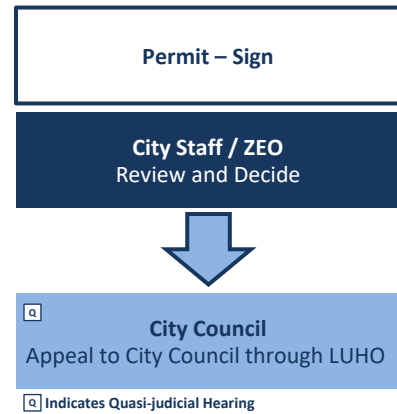 Permit – Sign
City Staff / ZEO
Review and Decide
Q
City Council
Appeal to City Council through LUHO
Q Indicates Quasi-judicial Hearing